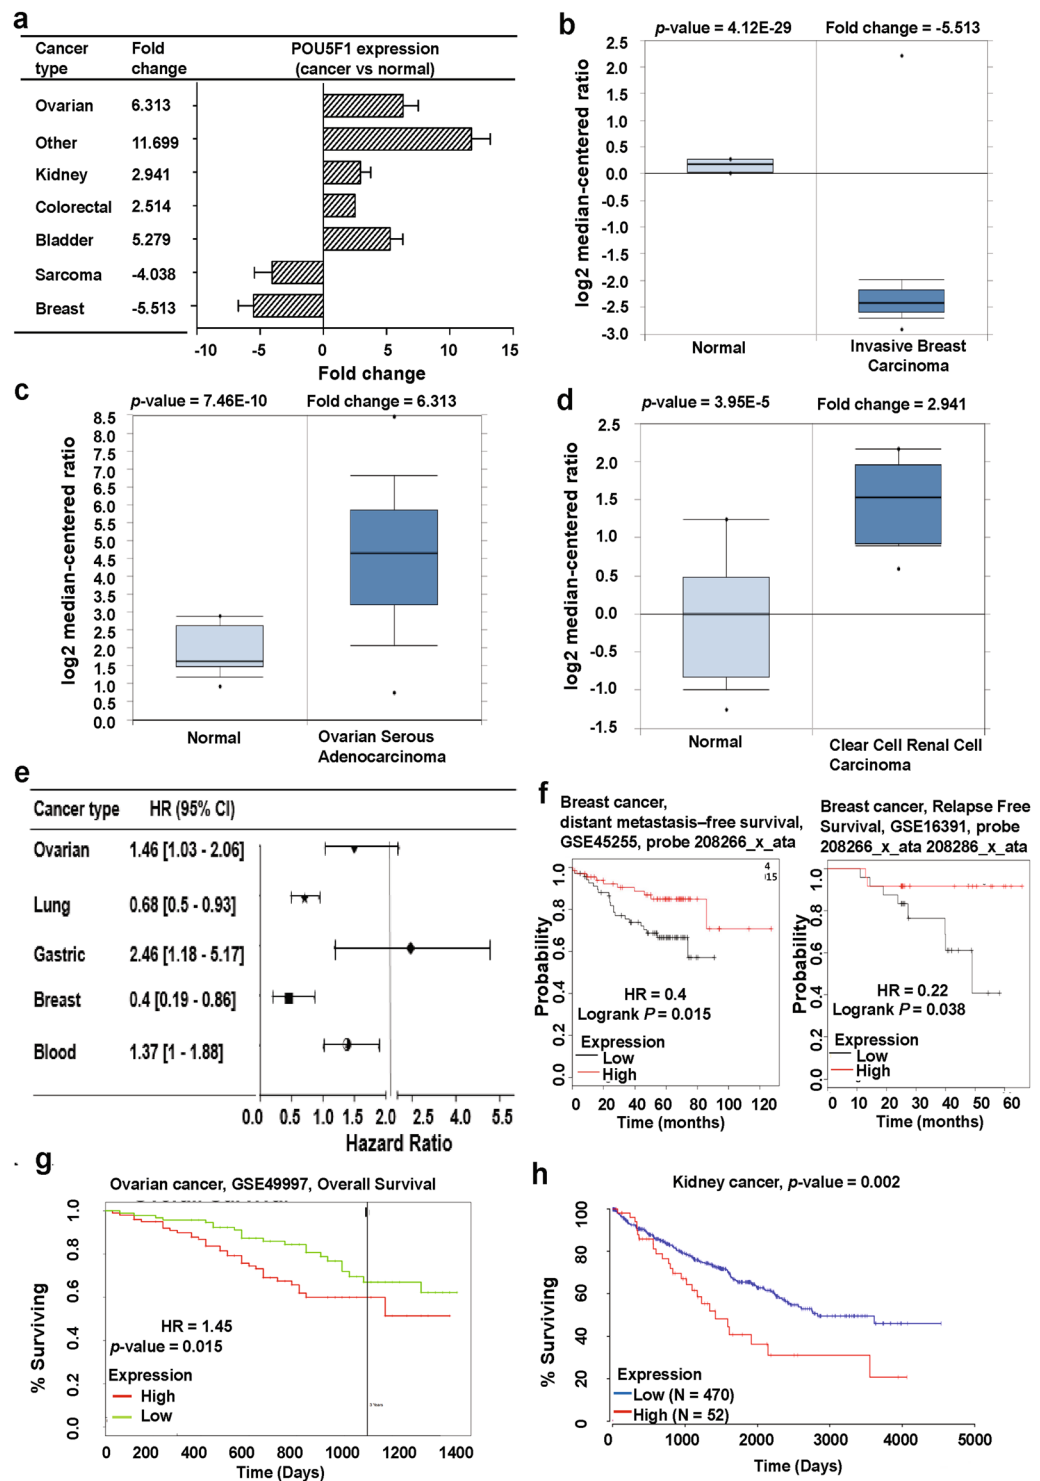 a
Cancer type Fold change POU5F1 expression (cancer vs normal)
Ovarian 6.313
Other 11.699
Kidney 2.941
Colorectal 2.514
Bladder 5.279
Sarcoma -4.038
Breast -5.513
-10 -5 0 5 10 15
Fold change
b
p-value = 4.12E-29 Fold change = -5.513
log2 median-centered ratio
2.5
2.0
1.5
1.0
0.5
0.0
-0.5
-1.0
-1.5
-2.0
-2.5
-3.0
Normal Invasive Breast
Carcinoma
c
p-value = 7.46E-10 Fold change = 6.313
log2 median-centered ratio
8.5
8.0
7.5
7.0
6.5
6.0
5.5
5.0
4.5
4.0
3.5
3.0
2.5
2.0
1.5
1.0
0.5
0.0
Normal Ovarian Serous
Adenocarcinoma
d
p-value = 3.95E-5 Fold change = 2.941
log2 median-centered ratio
2.5
2.0
1.5
1.0
0.5
0.0
-0.5
-1.0
-1.5
Normal Clear Cell Renal Cell
Carcinoma
e
Cancer type HR (95% CI)
Ovarian 1.46 [1.03 - 2.06]
Lung 0.68 [0.5 - 0.93]
Gastric 2.46 [1.18 - 5.17]
Breast 0.4 [0.19 - 0.86]
Blood 1.37 [1 - 1.88]
0.0 0.5 1.0 1.5 2.0 2.5 4.0 5.5
Hazard Ratio
f
Breast cancer,
distant metastasis–free survival,
GSE45255, probe 208266_x_ata
Probability
1.0
0.8
0.6
0.4
0.2
0.0
HR = 0.4
Logrank P = 0.015
Expression
Low
High
0 20 40 60 80 100 120
Time (months)
Breast cancer, Relapse Free
Survival, GSE16391, probe
208266_x_ata 208286_x_ata
Probability
1.0
0.8
0.6
0.4
0.2
0.0
HR = 0.22
Logrank P = 0.038
Expression
Low
High
0 10 20 30 40 50 60
Time (months)
g
Ovarian cancer, GSE49997, Overall Survival
% Surviving
1.0
0.8
0.6
0.4
0.2
0.0
HR = 1.45
p-value = 0.015
Expression
High
Low
0 200 400 600 800 1000 1200 1400
Time (Days)
h
Kidney cancer, p-value = 0.002
% Surviving
100
80
60
40
20
0
Expression
Low (N = 470)
High (N = 52)
0 1000 2000 3000 4000 5000
Time (Days)